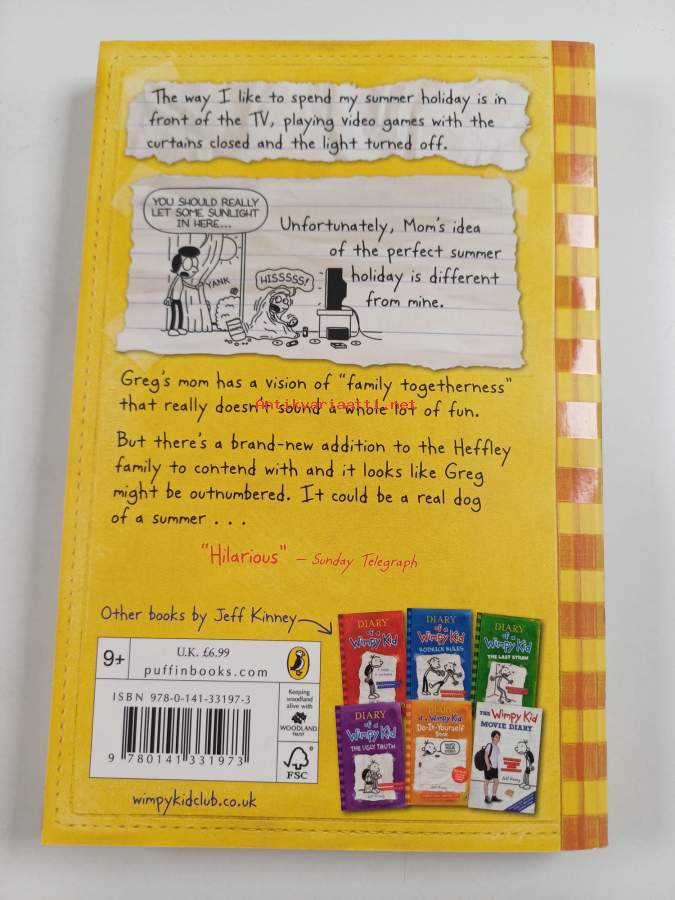 The way I like to spend my summer holiday is in
front of the TV, playing video games with the
curtains closed and the light turned off.
YOU SHOULD REALLY
LET SOME SUNLIGHT
IN HERE...
YANK
HISSSSS!
Unfortunately, Mom's idea
of the perfect summer
holiday is different
from mine.
Greg's mom has a vision of "family togetherness"
that really doesn't sound a whole lot of fun.
Antikvariaatti.net
But there's a brand-new addition to the Heffley
family to contend with and it looks like Greg
might be outnumbered. It could be a real dog
of a summer . . .
"Hilarious" – Sunday Telegraph
Other books by Jeff Kinney
9+
U.K. £6.99
puffinbooks.com
ISBN 978-0-141-33197-3
9 780141 331973
Keeping
woodland
alive with
WOODLAND
TRUST
FSC
wimpykidclub.co.uk
DIARY
of a
Wimpy Kid
DIARY
of a
Wimpy Kid
RODRICK RULES
DIARY
of a
Wimpy Kid
THE LAST STRAW
DIARY
of a
Wimpy Kid
THE UGLY TRUTH
DIARY
of a Wimpy Kid
Do-It-Yourself
Book
THE Wimpy Kid
MOVIE DIARY